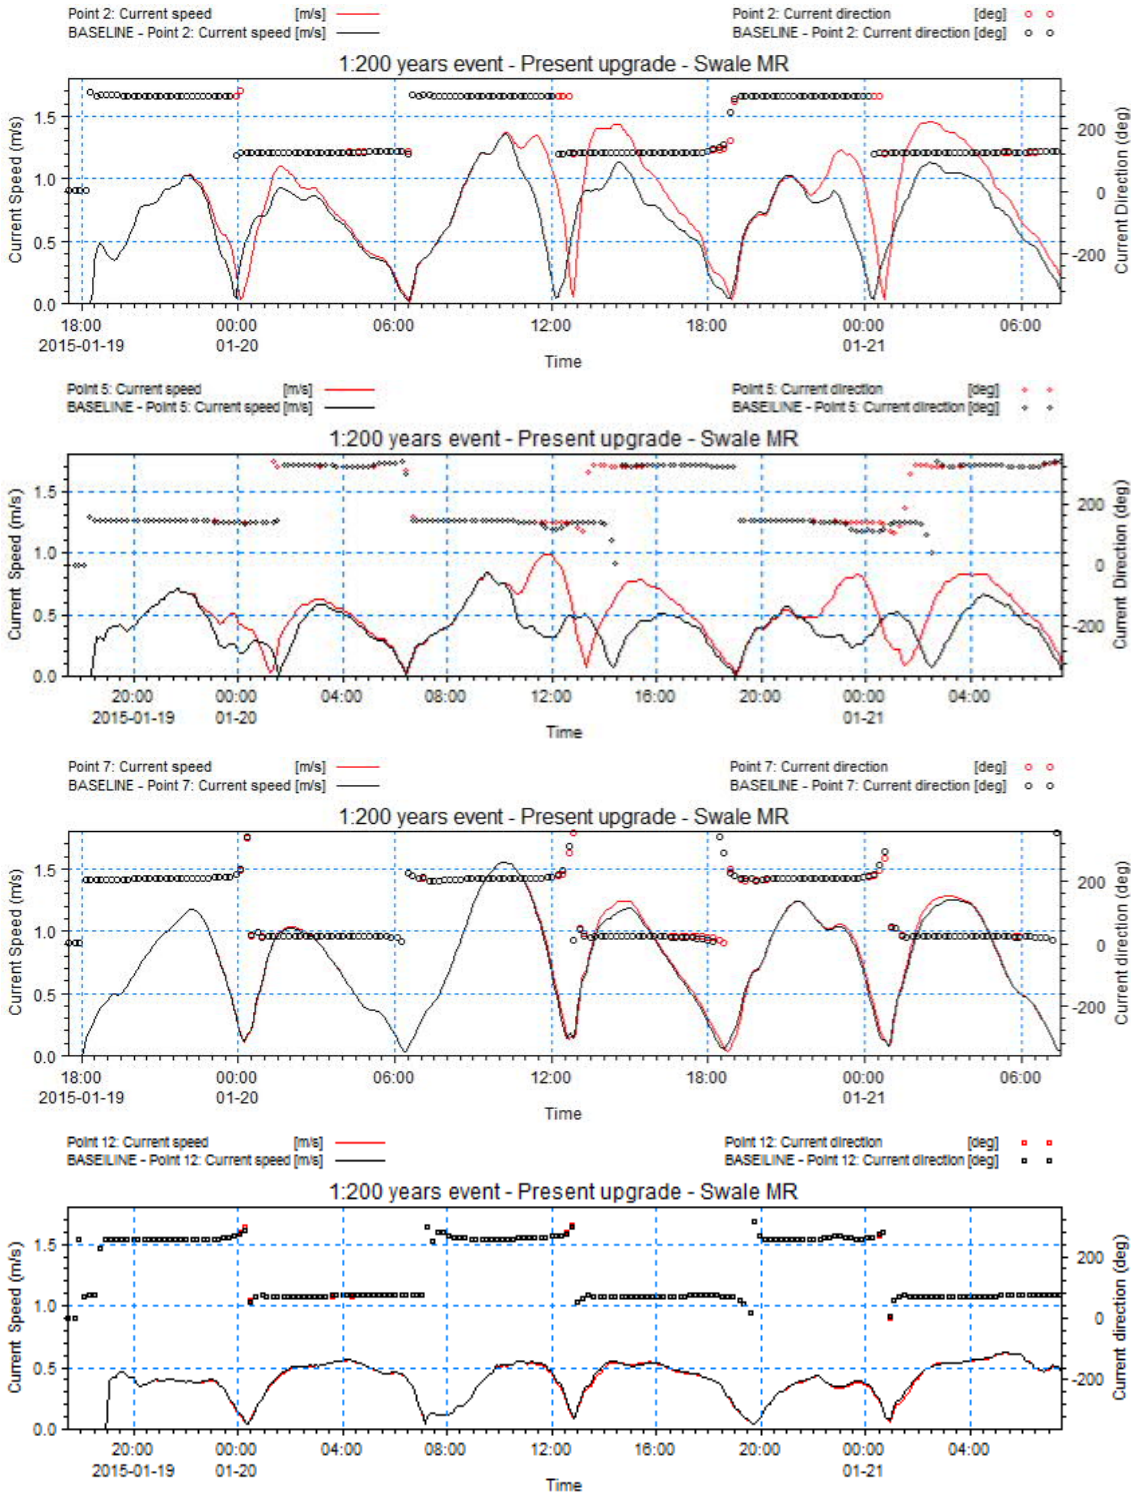 Point 2: Current speed [m/s] Point 2: Current direction [deg]
BASELINE - Point 2: Current speed [m/s] BASELINE - Point 2: Current direction [deg]
1:200 years event - Present upgrade - Swale MR
Current Speed (m/s)
1.5
1.0
0.5
0.0
200
0
-200
Current Direction (deg)
18:00 00:00 06:00 12:00 18:00 00:00 06:00
2015-01-19 01-20 01-21
Time
Point 5: Current speed [m/s] Point 5: Current direction [deg]
BASELINE - Point 5: Current speed [m/s] BASEILINE - Point 5: Current direction [deg]
1:200 years event - Present upgrade - Swale MR
Current Speed (m/s)
1.5
1.0
0.5
0.0
200
0
-200
Current Direction (deg)
20:00 00:00 04:00 08:00 12:00 16:00 20:00 00:00 04:00
2015-01-19 01-20 01-21
Time
Point 7: Current speed [m/s] Point 7: Current direction [deg]
BASELINE - Point 7: Current speed [m/s] BASEILINE - Point 7: Current direction [deg]
1:200 years event - Present upgrade - Swale MR
Current Speed (m/s)
1.5
1.0
0.5
0.0
200
0
-200
Current direction (deg)
18:00 00:00 06:00 12:00 18:00 00:00 06:00
2015-01-19 01-20 01-21
Time
Point 12: Current speed [m/s] Point 12: Current direction [deg]
BASEILINE - Point 12: Current speed [m/s] BASEILINE - Point 12: Current direction [deg]
1:200 years event - Present upgrade - Swale MR
Current Speed (m/s)
1.5
1.0
0.5
0.0
200
0
-200
Current direction (deg)
20:00 00:00 04:00 08:00 12:00 16:00 20:00 00:00 04:00
2015-01-19 01-20 01-21
Time